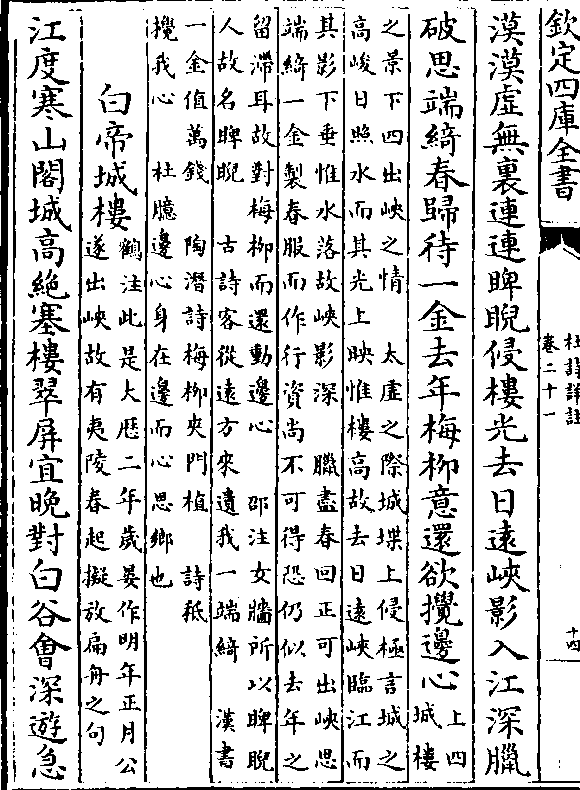 欽定四庫全書
杜詩詳註
卷二十一
十四
漠漠虛無裏連連睥睨侵樓光去日遠峽影入江深臘
破思端綺春歸待一金去年梅柳意還欲攪邊心
上四
城樓
之景下四出峽之情　太虛之際城堞上侵極言城之
高峻日照水而其光上映惟樓高故去日遠峽臨江而
其影下垂惟水落故峽影深　臘盡春回正可出峽思
端綺一金製春服而作行資尚不可得恐仍似去年之
留滯耳故對梅柳而還動邊心　邵注女牆所以睥睨
人故名睥睨　古詩客從遠方來遺我一端綺　漢書
一金值萬錢　陶潛詩梅柳夾門植　詩祇
攪我心　杜臆邊心身在邊而心思鄉也
白帝城樓
鶴注此是大歴二年歲晏作明年正月公
遂出峽故有夷陵春起擬放扁舟之句
江度寒山閣城高絶塞樓翠屏宜晚對白谷會深遊急